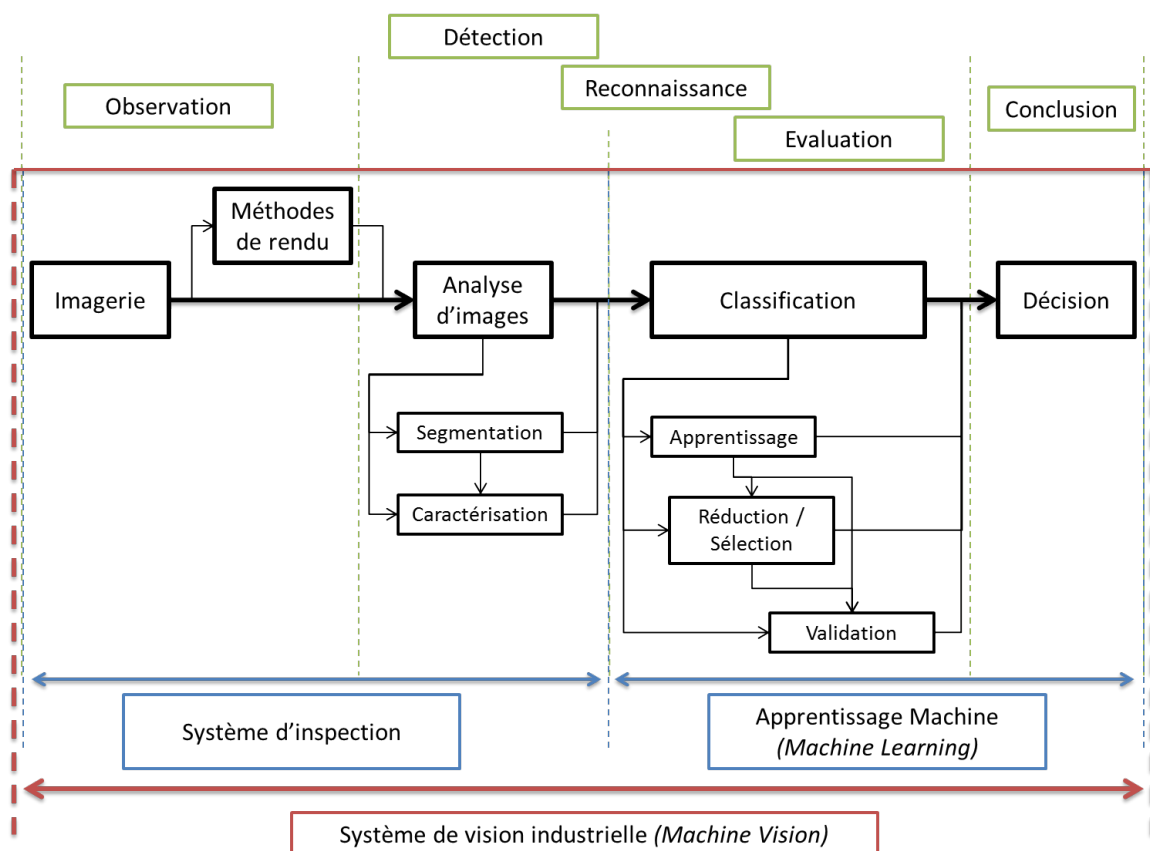 Détection
Reconnaissance
Observation
Conclusion
Evaluation
Méthodes
de rendu
Imagerie
Analyse
d’images
Classification
Décision
Segmentation
Apprentissage
Caractérisation
Réduction /
Sélection
Validation
Système d’inspection
Apprentissage Machine
(Machine Learning)
Système de vision industrielle (Machine Vision)